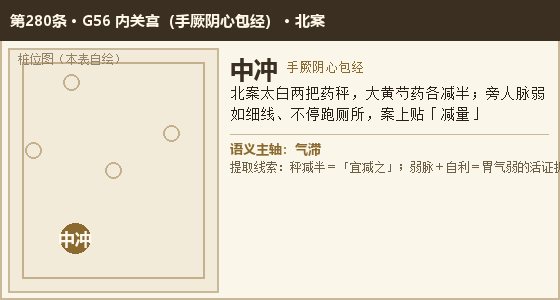 第280条・G56 内关宫（手厥阴心包经）・北案
桩位图（本表自绘）
中冲
中冲 手厥阴心包经
北案太白两把药秤，大黄芍药各减半；旁人脉弱
如细线、不停跑厕所，案上贴「减量」
语义主轴：气滞
提取线索：秤减半＝「宜减之」；弱脉＋自利＝胃气弱的活证